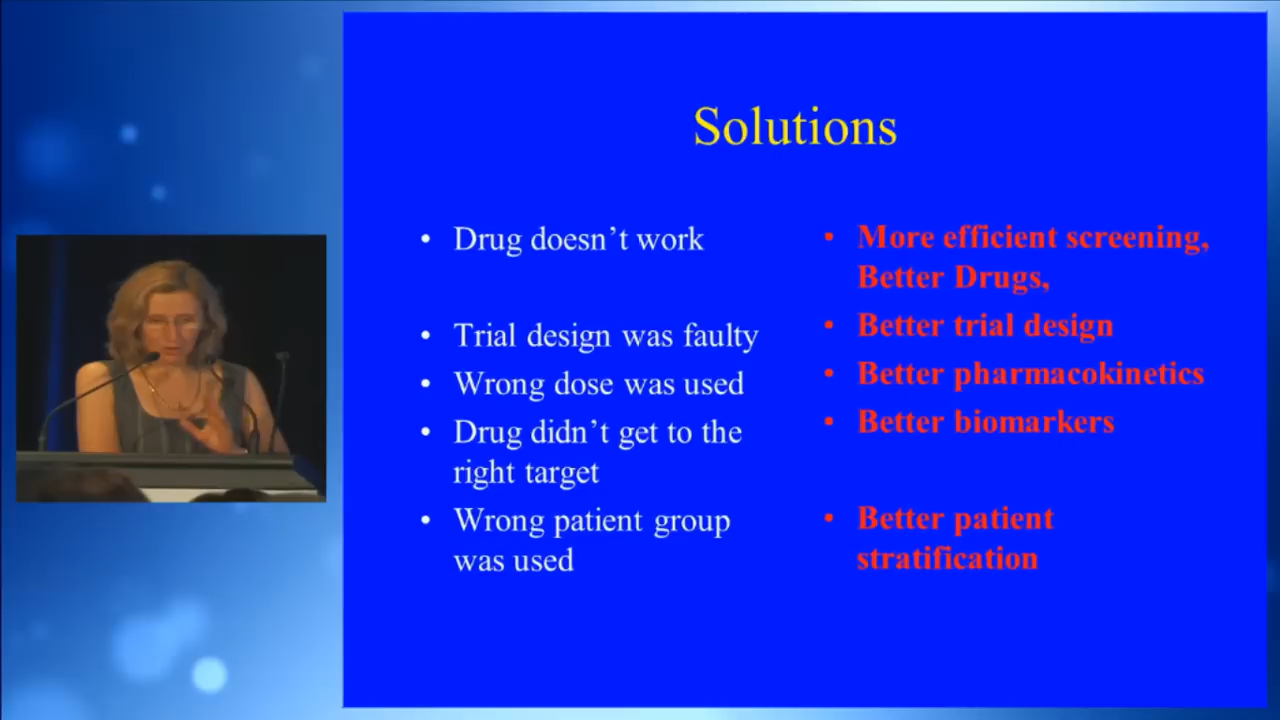 Solutions
• Drug doesn't work
• Trial design was faulty
• Wrong dose was used
• Drug didn't get to the
right target
• Wrong patient group
was used
• More efficient screening,
Better Drugs,
• Better trial design
• Better pharmacokinetics
• Better biomarkers
• Better patient
stratification